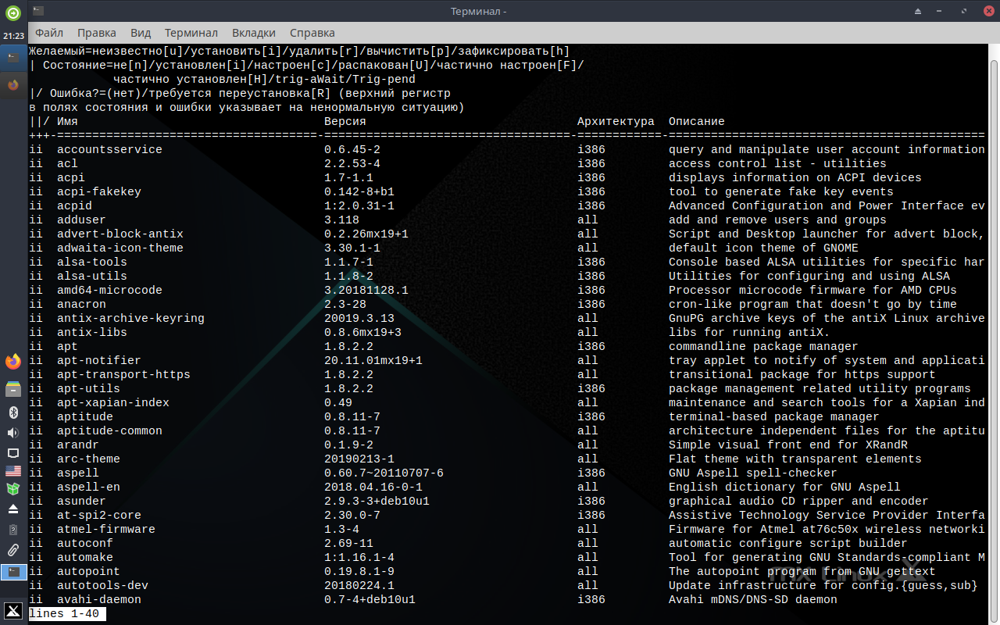 Терминал -
21:23
Файл Правка Вид Терминал Вкладки Справка
Желаемый=неизвестно[u]/установить[i]/удалить[r]/вычистить[p]/зафиксировать[h]
| Состояние=не[n]/установлен[i]/настроен[c]/распакован[U]/частично настроен[F]/
частично установлен[H]/trig-aWait/Trig-pend
|/ Ошибка?=(нет)/требуется переустановка[R] (верхний регистр
в полях состояния и ошибки указывает на ненормальную ситуацию)
||/ Имя Версия Архитектура Описание
+++-=====================================-===================================-============-=============================================
ii accountsservice 0.6.45-2 i386 query and manipulate user account information
ii acl 2.2.53-4 i386 access control list - utilities
ii acpi 1.7-1.1 i386 displays information on ACPI devices
ii acpi-fakekey 0.142-8+b1 i386 tool to generate fake key events
ii acpid 1:2.0.31-1 i386 Advanced Configuration and Power Interface ev
ii adduser 3.118 all add and remove users and groups
ii advert-block-antix 0.2.26mx19+1 all Script and Desktop launcher for advert block,
ii adwaita-icon-theme 3.30.1-1 all default icon theme of GNOME
ii alsa-tools 1.1.7-1 i386 Console based ALSA utilities for specific har
ii alsa-utils 1.1.8-2 i386 Utilities for configuring and using ALSA
ii amd64-microcode 3.20181128.1 i386 Processor microcode firmware for AMD CPUs
ii anacron 2.3-28 i386 cron-like program that doesn't go by time
ii antix-archive-keyring 20019.3.13 all GnuPG archive keys of the antiX Linux archive
ii antix-libs 0.8.6mx19+3 all libs for running antiX.
ii apt 1.8.2.2 i386 commandline package manager
ii apt-notifier 20.11.01mx19+1 all tray applet to notify of system and applicati
ii apt-transport-https 1.8.2.2 all transitional package for https support
ii apt-utils 1.8.2.2 i386 package management related utility programs
ii apt-xapian-index 0.49 all maintenance and search tools for a Xapian ind
ii aptitude 0.8.11-7 i386 terminal-based package manager
ii aptitude-common 0.8.11-7 all architecture independent files for the aptitu
ii arandr 0.1.9-2 all Simple visual front end for XRandR
ii arc-theme 20190213-1 all Flat theme with transparent elements
ii aspell 0.60.7~20110707-6 i386 GNU Aspell spell-checker
ii aspell-en 2018.04.16-0-1 all English dictionary for GNU Aspell
ii asunder 2.9.3-3+deb10u1 i386 graphical audio CD ripper and encoder
ii at-spi2-core 2.30.0-7 i386 Assistive Technology Service Provider Interfa
ii atmel-firmware 1.3-4 all Firmware for Atmel at76c50x wireless networki
ii autoconf 2.69-11 all automatic configure script builder
ii automake 1:1.16.1-4 all Tool for generating GNU Standards-compliant M
ii autopoint 0.19.8.1-9 all The autopoint program from GNU gettext
ii autotools-dev 20180224.1 all Update infrastructure for config.{guess,sub}
ii avahi-daemon 0.7-4+deb10u1 i386 Avahi mDNS/DNS-SD daemon
lines 1-40
mx Linux